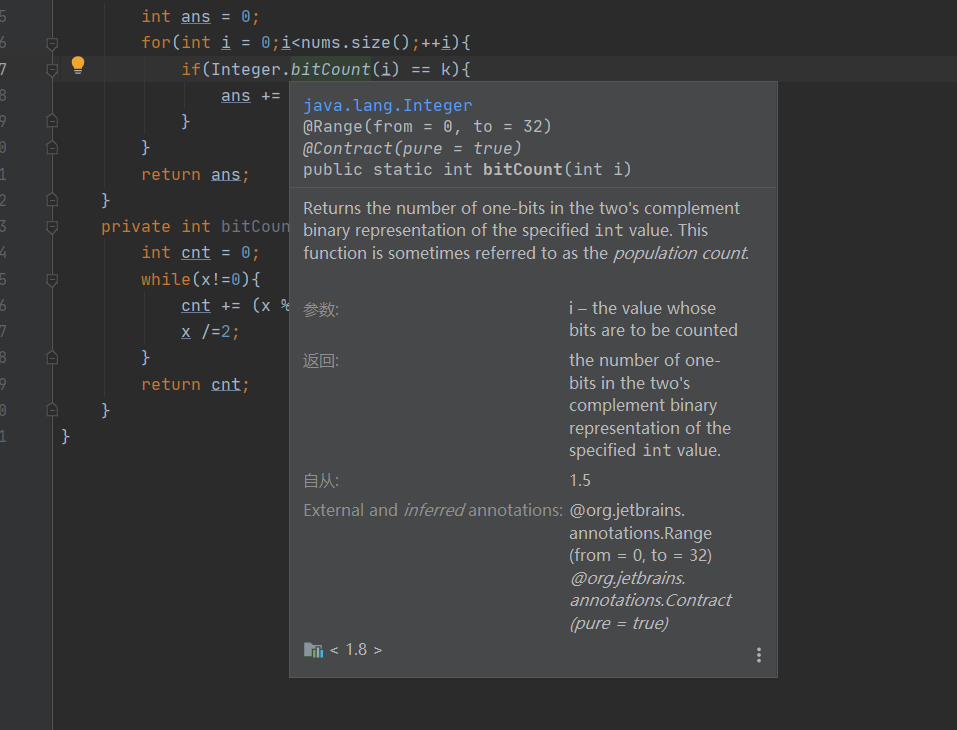 5 int ans = 0;
6 for(int i = 0;i<nums.size();++i){
7 if(Integer.bitCount(i) == k){
8 ans +=
9 }
0 }
1 return ans;
2 }
3 private int bitCoun
4 int cnt = 0;
5 while(x!=0){
6 cnt += (x %
7 x /=2;
8 }
9 return cnt;
0 }
1 }
java.lang.Integer
@Range(from = 0, to = 32)
@Contract(pure = true)
public static int bitCount(int i)
Returns the number of one-bits in the two's complement
binary representation of the specified int value. This
function is sometimes referred to as the population count.
参数: i – the value whose
bits are to be counted
返回: the number of one-
bits in the two's
complement binary
representation of the
specified int value.
自从: 1.5
External and inferred annotations: @org.jetbrains.
annotations.Range
(from = 0, to = 32)
@org.jetbrains.
annotations.Contract
(pure = true)
< 1.8 >